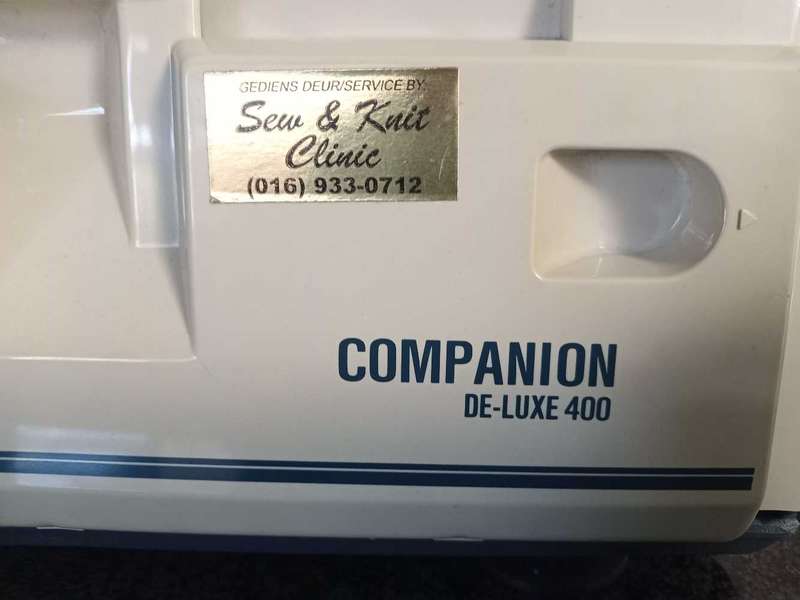 GEDIENS DEUR/SERVICE BY:
Sew & Knit
Clinic
(016) 933-0712
COMPANION
DE-LUXE 400